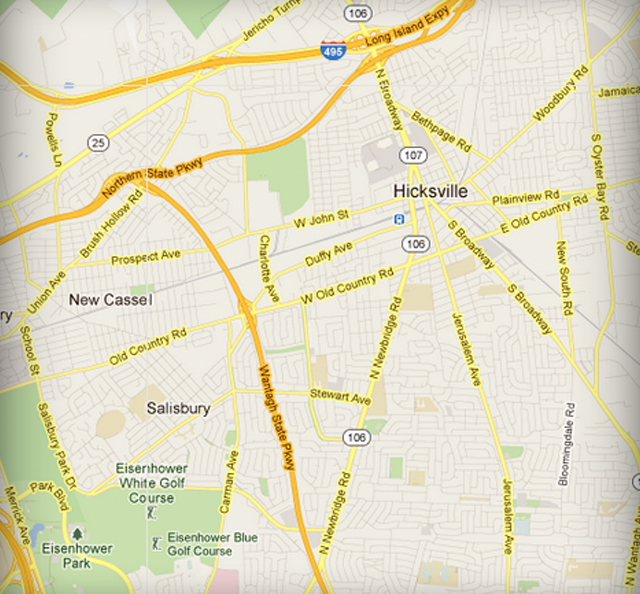 106
Jericho Turnp
Long Island Expy
495
N Broadway
Woodbury Rd
Jamaica
Powells Ln
25
Bethpage Rd
S Oyster Bay Rd
107
Northern State Pkwy
Hicksville
Plainview Rd
E Old Country Rd
Brush Hollow Rd
W John St
106
S Broadway
Duffy Ave
Prospect Ave
Charlotte Ave
New South Rd
Ste
Union Ave
New Cassel
W Old Country Rd
S Broadway
ry
School St
Old Country Rd
N Newbridge Rd
Jerusalem Ave
Wantagh State Pkwy
Stewart Ave
Salisbury
Salisbury Park Dr
Bloomingdale Rd
106
Eisenhower
White Golf
Course
Carman Ave
Park Blvd
Merrick Ave
N Newbridge Rd
Jerusalem Ave
Eisenhower Blue
Golf Course
Eisenhower
Park
N Wantagh Ave